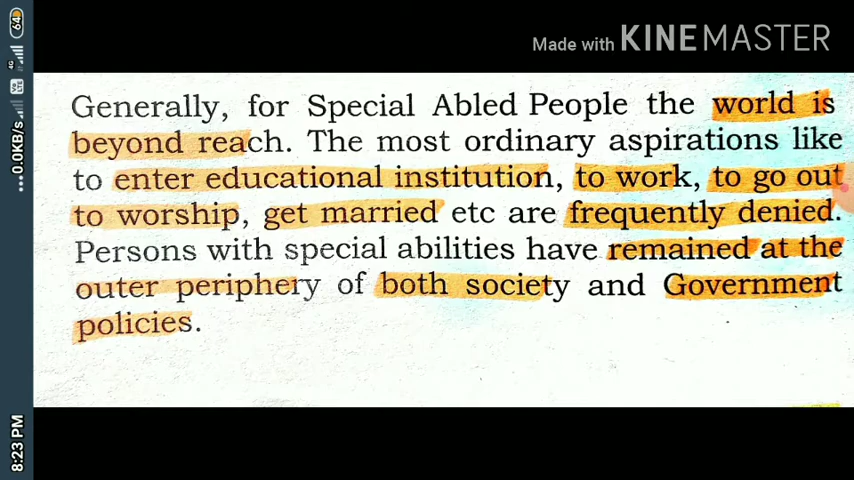 Made with KINEMASTER
Generally, for Special Abled People the world is
beyond reach. The most ordinary aspirations like
to enter educational institution, to work, to go out
to worship, get married etc are frequently denied.
Persons with special abilities have remained at the
outer periphery of both society and Government
policies.
64
4G
...0.0KB/s
8:23 PM